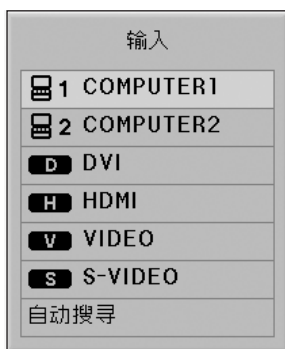 输入
1 COMPUTER1
2 COMPUTER2
D DVI
H HDMI
V VIDEO
S S-VIDEO
自动搜寻